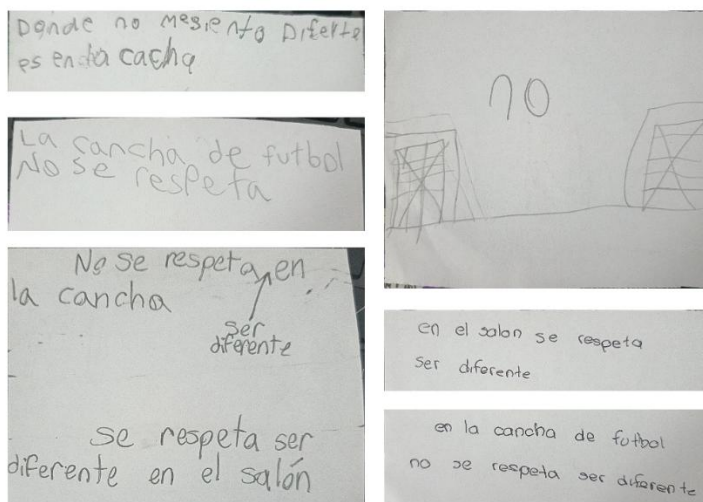 Donde no mesiento Diferte
es en la cacha
La cancha de futbol
No se respeta
No se respeta en
la cancha
ser
diferente
se respeta ser
diferente en el salón
no
en el salon se respeta
ser diferente
en la cancha de futbol
no se respeta ser diferente